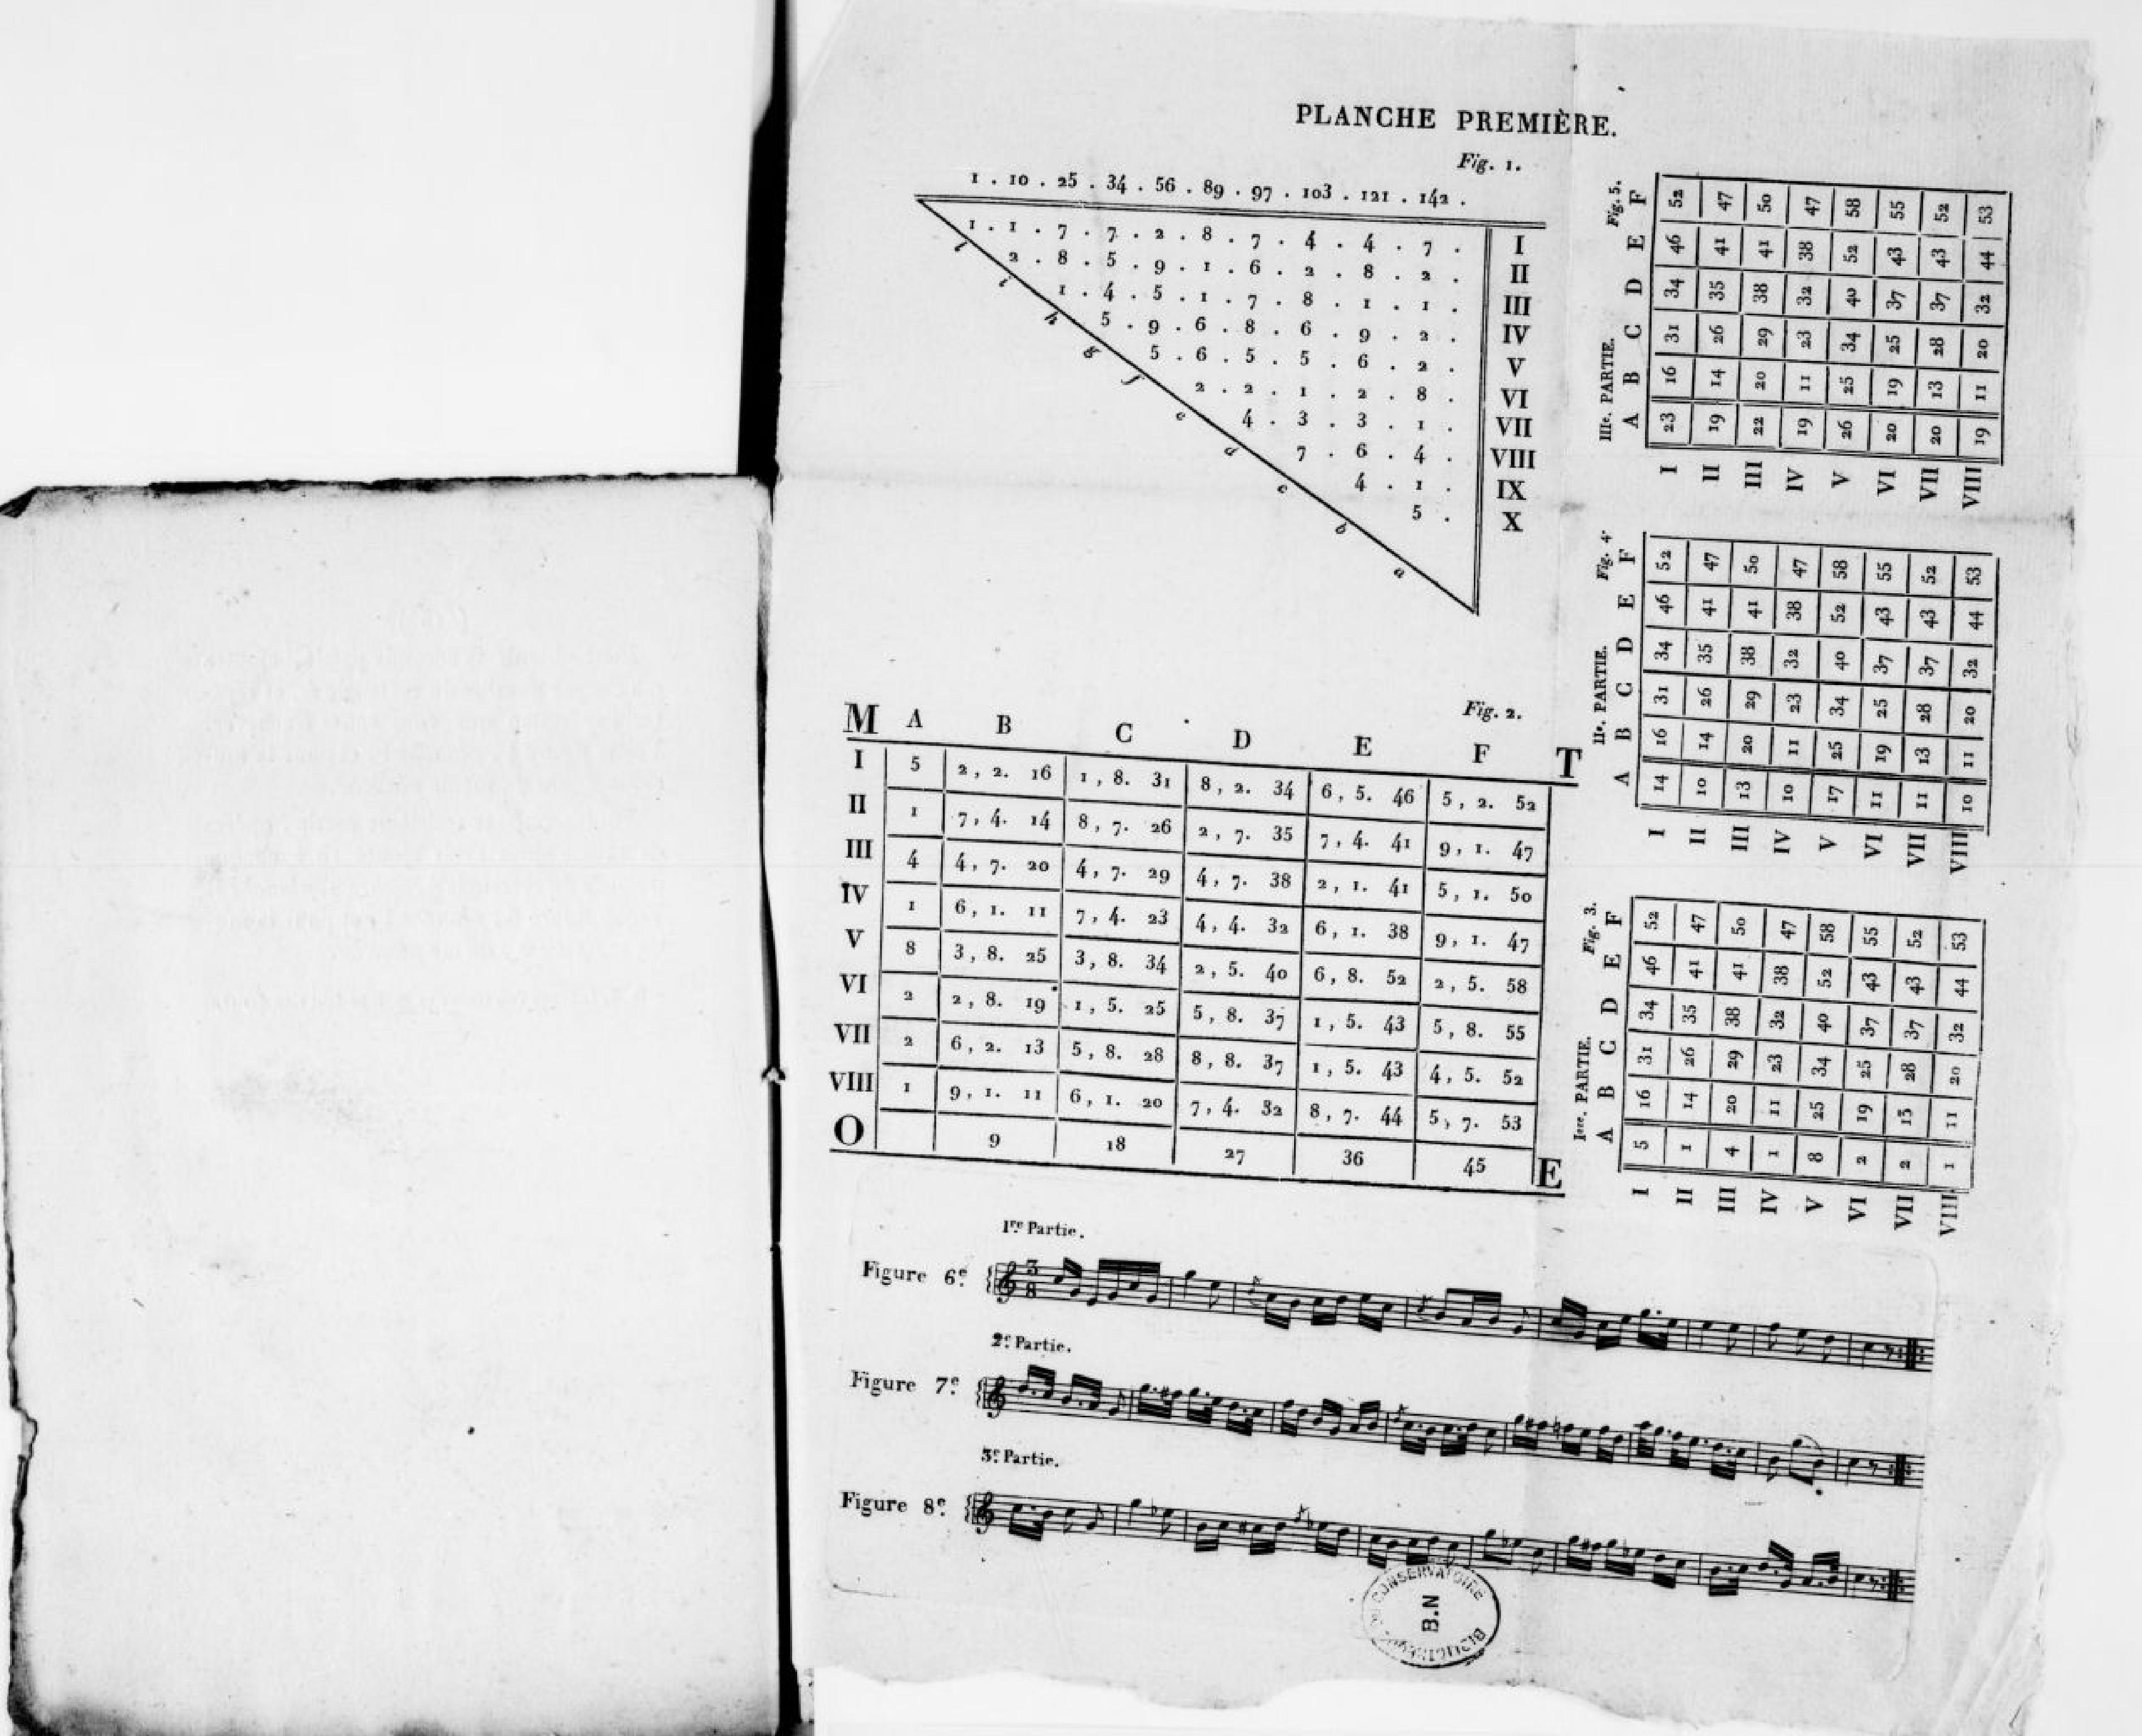 PLANCHE PREMIÈRE.
Fig. 1.
1 . 10 . 25 . 34 . 56 . 89 . 97 . 103 . 121 . 142 .
1 . 1 . 7 . 7 . 2 . 8 . 7 . 4 . 4 . 7 . I
2 . 8 . 5 . 9 . 1 . 6 . 2 . 8 . 2 . II
1 . 4 . 5 . 1 . 7 . 8 . 1 . 1 . III
5 . 9 . 6 . 8 . 6 . 9 . 2 . IV
5 . 6 . 5 . 5 . 6 . 2 . V
2 . 2 . 1 . 2 . 8 . VI
4 . 3 . 3 . 1 . VII
7 . 6 . 4 . VIII
4 . 1 . IX
5 . X
l i h g f e d c b a
Fig. 2.
M A B C D E F T
I 5 2, 2. 16 1, 8. 31 8, 2. 34 6, 5. 46 5, 2. 52
II 1 7, 4. 14 8, 7. 26 2, 7. 35 7, 4. 41 9, 1. 47
III 4 4, 7. 20 4, 7. 29 4, 7. 38 2, 1. 41 5, 1. 50
IV 1 6, 1. 11 7, 4. 23 4, 4. 32 6, 1. 38 9, 1. 47
V 8 3, 8. 25 3, 8. 34 2, 5. 40 6, 8. 52 2, 5. 58
VI 2 2, 8. 19 1, 5. 25 5, 8. 37 1, 5. 43 5, 8. 55
VII 2 6, 2. 13 5, 8. 28 8, 8. 37 1, 5. 43 4, 5. 52
VIII 1 9, 1. 11 6, 1. 20 7, 4. 32 8, 7. 44 5, 7. 53
O 9 18 27 36 45 E
Iere. PARTIE. Fig. 3.
A B C D E F
I 5 16 31 34 46 52
II 1 14 26 35 41 47
III 4 20 29 38 41 50
IV 1 11 23 32 38 47
V 8 25 34 40 52 58
VI 2 19 25 37 43 55
VII 2 13 28 37 43 52
VIII 1 11 20 32 44 53
IIe. PARTIE. Fig. 4.
A B C D E F
I 14 16 31 34 46 52
II 10 14 26 35 41 47
III 13 20 29 38 41 50
IV 10 11 23 32 38 47
V 17 25 34 40 52 58
VI 11 19 25 37 43 55
VII 11 13 28 37 43 52
VIII 10 11 20 32 44 53
IIIe. PARTIE. Fig. 5.
A B C D E F
I 23 16 31 34 46 52
II 19 14 26 35 41 47
III 22 20 29 38 41 50
IV 19 11 23 32 38 47
V 26 25 34 40 52 58
VI 20 19 25 37 43 55
VII 20 13 28 37 43 52
VIII 19 11 20 32 44 53
1re Partie.
Figure 6e. 3 8
2e. Partie.
Figure 7e.
3e. Partie.
Figure 8e.
CONSERVATOIRE
B.N